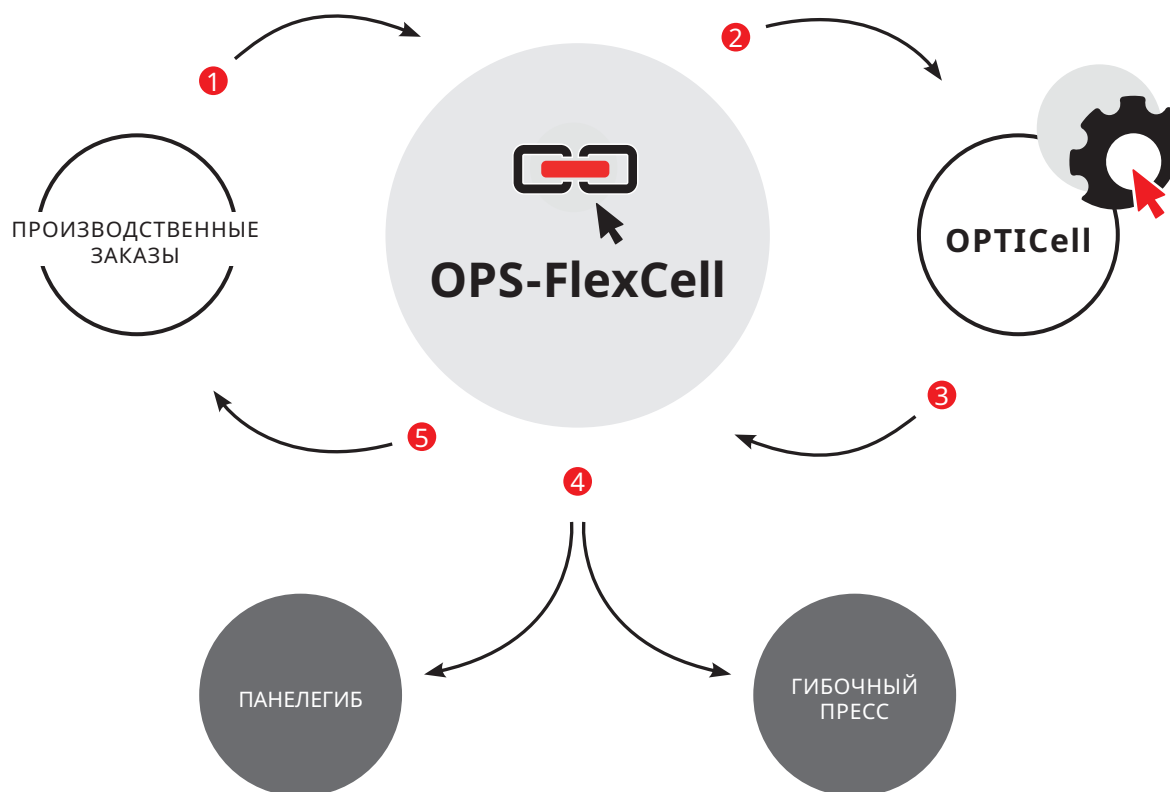 1
2
ПРОИЗВОДСТВЕННЫЕ
ЗАКАЗЫ
OPS-FlexCell
OPTICell
3
5
4
ПАНЕЛЕГИБ
ГИБОЧНЫЙ
ПРЕСС